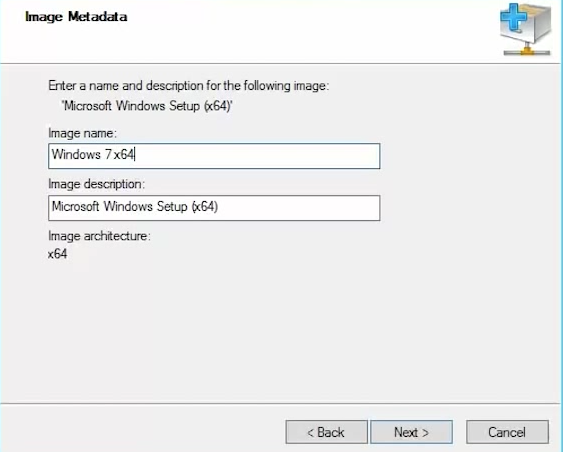 Image Metadata
Enter a name and description for the following image:
'Microsoft Windows Setup (x64)'
Image name:
Windows 7 x64
Image description:
Microsoft Windows Setup (x64)
Image architecture:
x64
< Back Next > Cancel